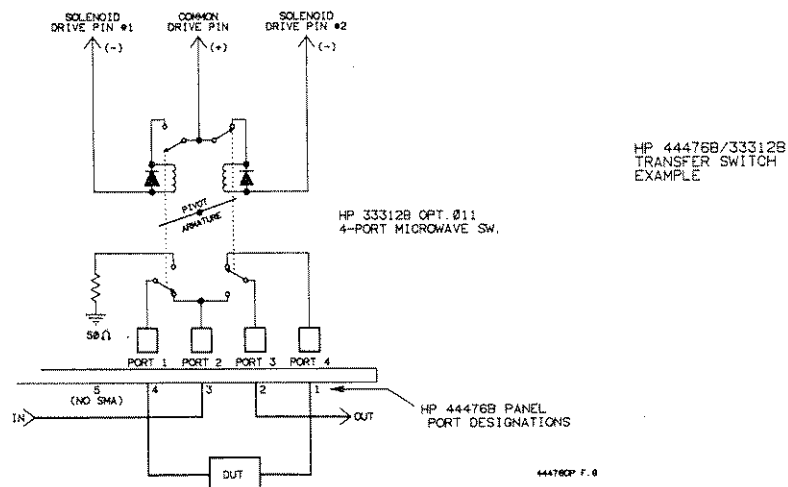 SOLENOID
DRIVE PIN #1
(-)
COMMON
DRIVE PIN
(+)
SOLENOID
DRIVE PIN #2
(-)
HP 44476B/33312B
TRANSFER SWITCH
EXAMPLE
PIVOT
ARMATURE
HP 33312B OPT.011
4-PORT MICROWAVE SW.
50Ω
PORT 1
PORT 2
PORT 3
PORT 4
5
(NO SMA)
4
3
2
1
IN
OUT
HP 44476B PANEL
PORT DESIGNATIONS
DUT